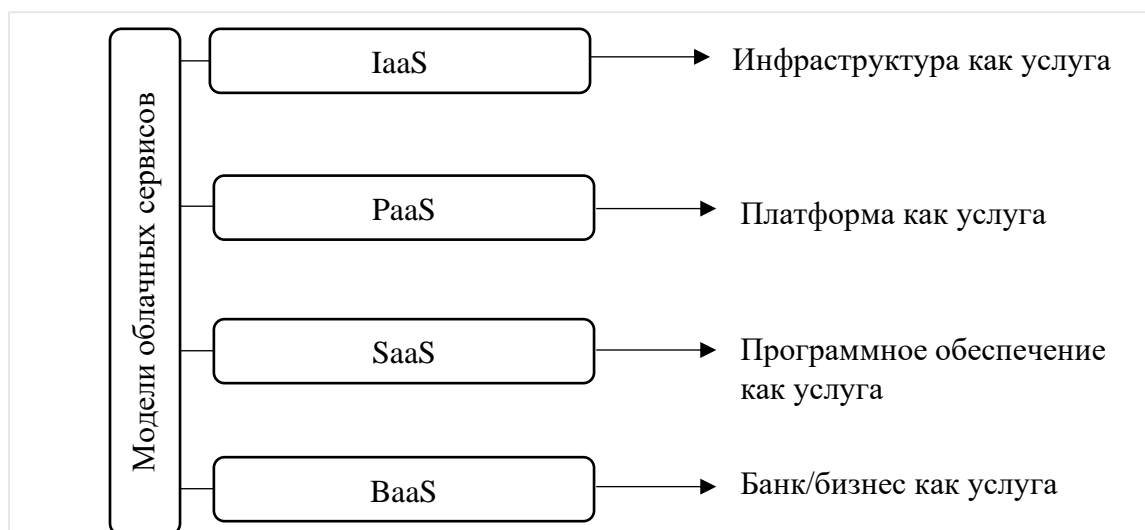 Модели облачных сервисов
IaaS
Инфраструктура как услуга
PaaS
Платформа как услуга
SaaS
Программное обеспечение
как услуга
BaaS
Банк/бизнес как услуга